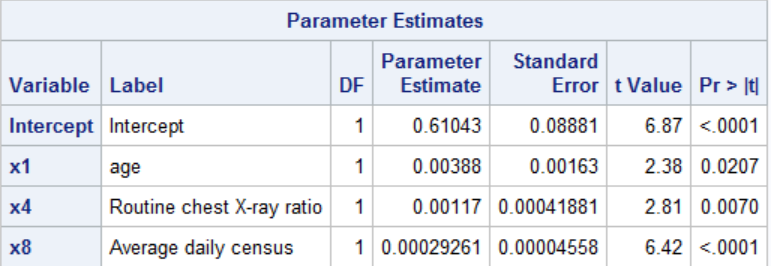 Parameter Estimates
Variable Label DF Parameter Estimate Standard Error t Value Pr > |t|
Intercept Intercept 1 0.61043 0.08881 6.87 <.0001
x1 age 1 0.00388 0.00163 2.38 0.0207
x4 Routine chest X-ray ratio 1 0.00117 0.00041881 2.81 0.0070
x8 Average daily census 1 0.00029261 0.00004558 6.42 <.0001